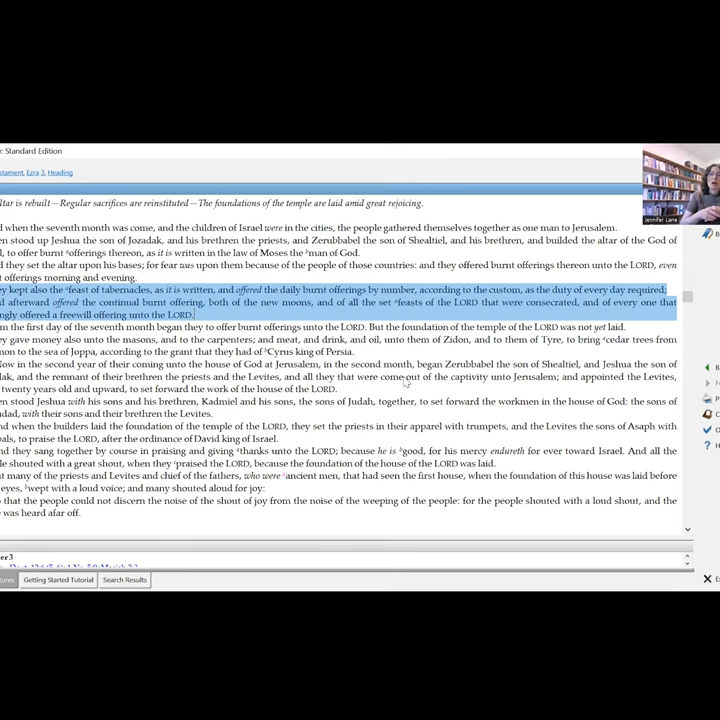 y: Standard Edition
stament, Ezra 3, Heading
ltar is rebuilt—Regular sacrifices are reinstituted—The foundations of the temple are laid amid great rejoicing.
d when the seventh month was come, and the children of Israel were in the cities, the people gathered themselves together as one man to Jerusalem.
en stood up Jeshua the son of Jozadak, and his brethren the priests, and Zerubbabel the son of Shealtiel, and his brethren, and builded the altar of the God of
l, to offer burnt ᵃofferings thereon, as it is written in the law of Moses the ᵇman of God.
d they set the altar upon his bases; for fear was upon them because of the people of those countries: and they offered burnt offerings thereon unto the LORD, even
t offerings morning and evening.
ey kept also the ᵃfeast of tabernacles, as it is written, and offered the daily burnt offerings by number, according to the custom, as the duty of every day required;
d afterward offered the continual burnt offering, both of the new moons, and of all the set ᵃfeasts of the LORD that were consecrated, and of every one that
ngly offered a freewill offering unto the LORD.
m the first day of the seventh month began they to offer burnt offerings unto the LORD. But the foundation of the temple of the LORD was not yet laid.
ey gave money also unto the masons, and to the carpenters; and meat, and drink, and oil, unto them of Zidon, and to them of Tyre, to bring ᵃcedar trees from
non to the sea of Joppa, according to the grant that they had of ᵇCyrus king of Persia.
Now in the second year of their coming unto the house of God at Jerusalem, in the second month, began Zerubbabel the son of Shealtiel, and Jeshua the son of
dak, and the remnant of their brethren the priests and the Levites, and all they that were come out of the captivity unto Jerusalem; and appointed the Levites,
twenty years old and upward, to set forward the work of the house of the LORD.
en stood Jeshua with his sons and his brethren, Kadmiel and his sons, the sons of Judah, together, to set forward the workmen in the house of God: the sons of
dad, with their sons and their brethren the Levites.
nd when the builders laid the foundation of the temple of the LORD, they set the priests in their apparel with trumpets, and the Levites the sons of Asaph with
bals, to praise the LORD, after the ordinance of David king of Israel.
nd they sang together by course in praising and giving ᵃthanks unto the LORD; because he is ᵇgood, for his mercy endureth for ever toward Israel. And all the
le shouted with a great shout, when they ᵃpraised the LORD, because the foundation of the house of the LORD was laid.
t many of the priests and Levites and chief of the fathers, who were ᵃancient men, that had seen the first house, when the foundation of this house was laid before
eyes, ᵇwept with a loud voice; and many shouted aloud for joy:
o that the people could not discern the noise of the shout of joy from the noise of the weeping of the people: for the people shouted with a loud shout, and the
was heard afar off.
er 3
tures
Getting Started Tutorial
Search Results
Jennifer Lane
B
B
F
P
C
O
H
E